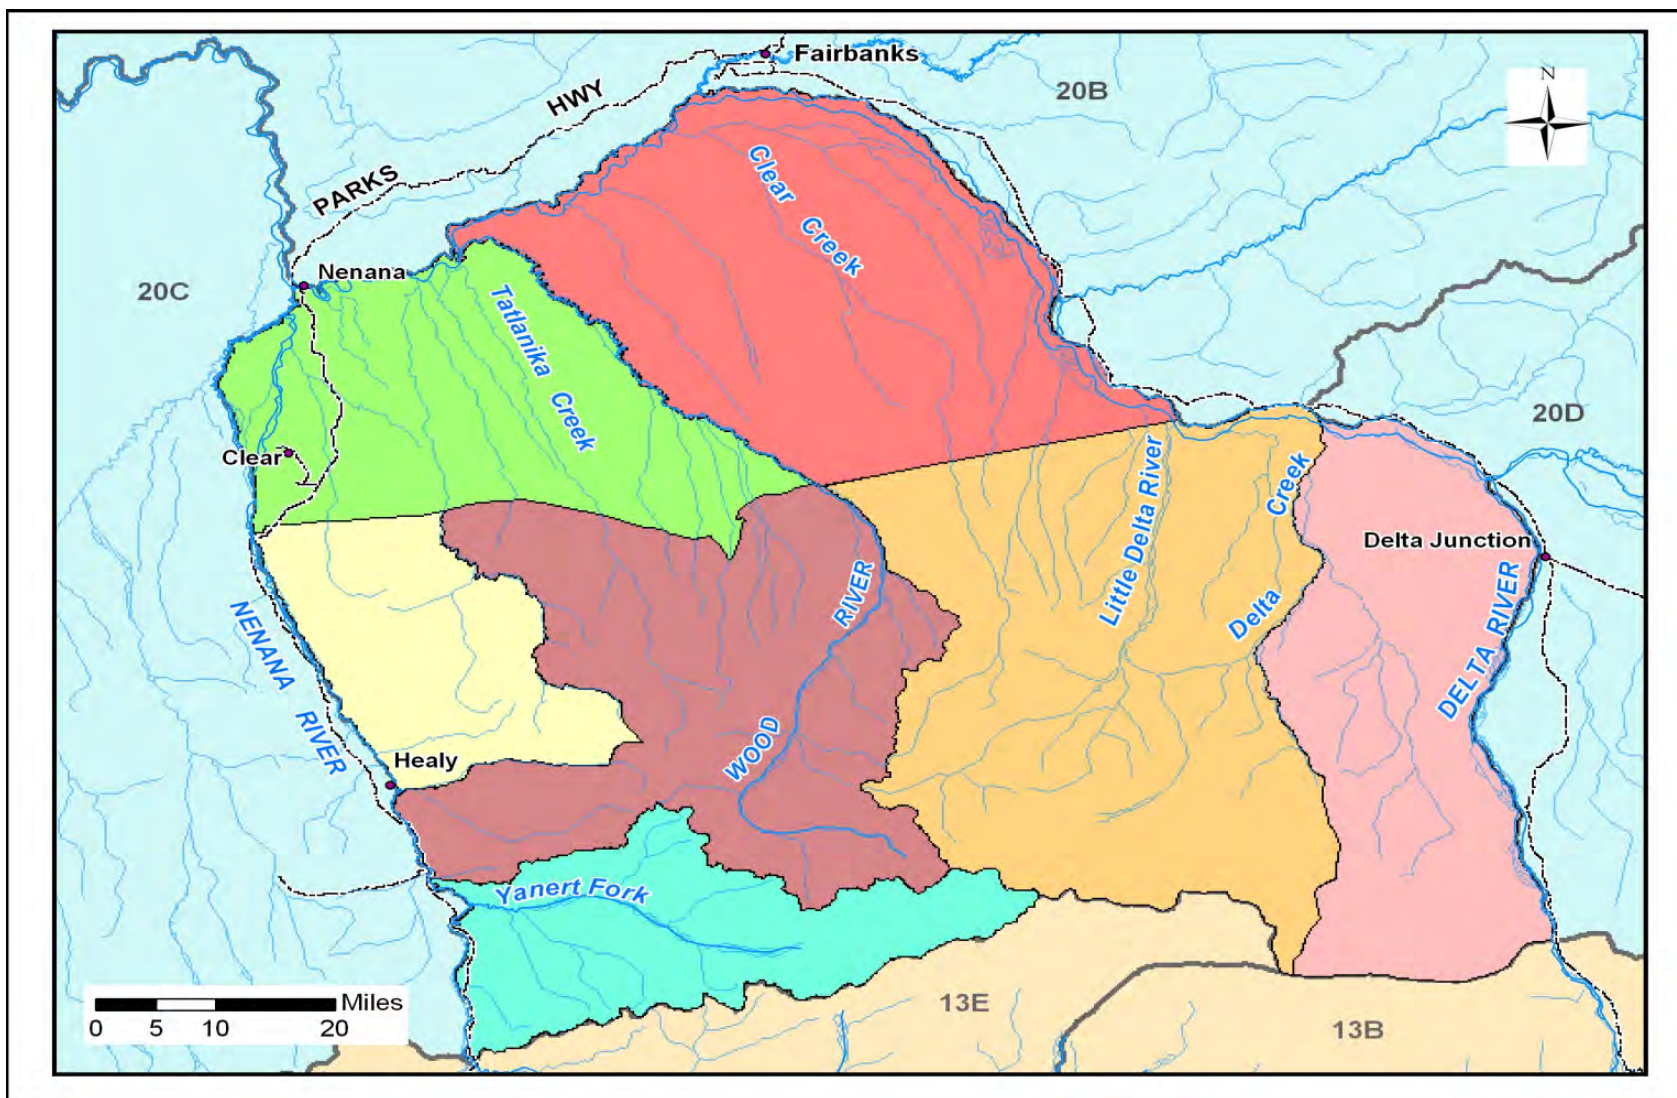 Fairbanks
N
20B
PARKS HWY
Clear Creek
Nenana
20C
Tatlanika Creek
20D
Clear
Little Delta River
Delta Creek
Delta Junction
NENANA RIVER
WOOD RIVER
DELTA RIVER
Healy
Yanert Fork
13E
13B
Miles
0 5 10 20